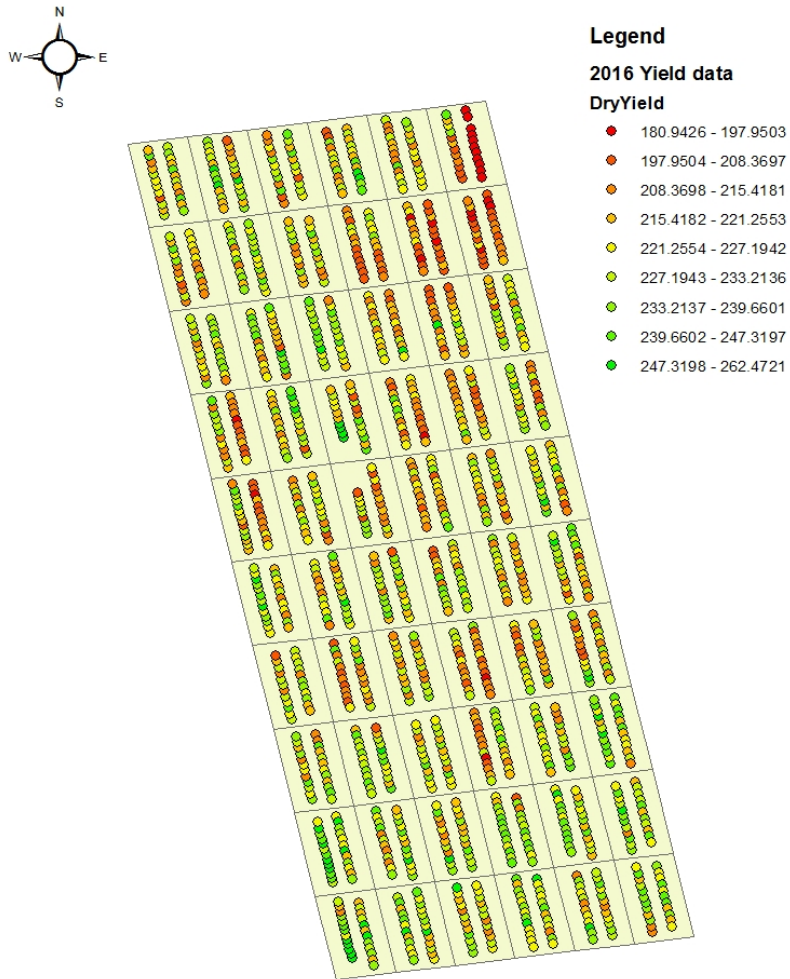 N
W E
S
Legend
2016 Yield data
DryYield
180.9426 - 197.9503
197.9504 - 208.3697
208.3698 - 215.4181
215.4182 - 221.2553
221.2554 - 227.1942
227.1943 - 233.2136
233.2137 - 239.6601
239.6602 - 247.3197
247.3198 - 262.4721